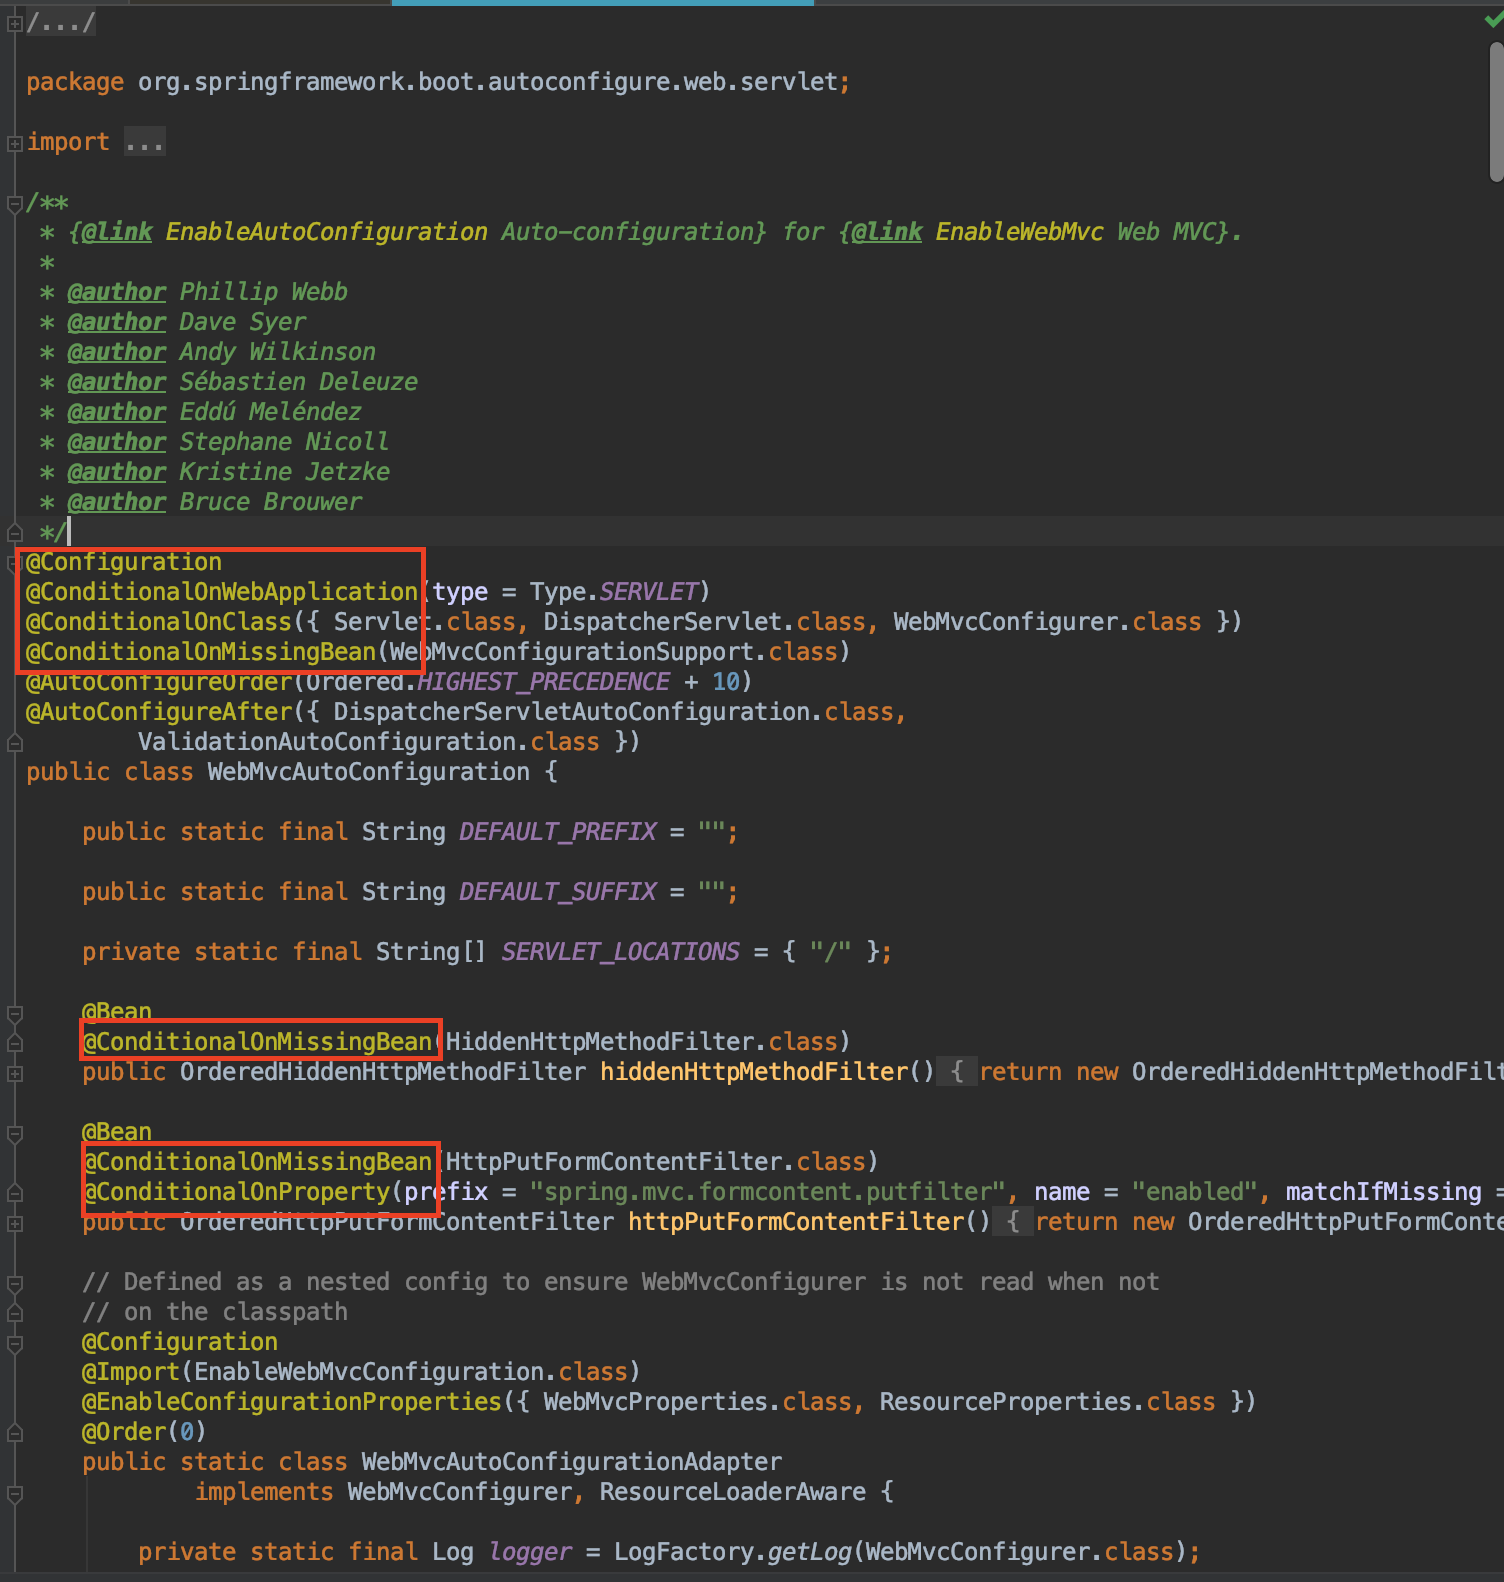 /.../
package org.springframework.boot.autoconfigure.web.servlet;
import ...
/**
 * {@link EnableAutoConfiguration Auto-configuration} for {@link EnableWebMvc Web MVC}.
 *
 * @author Phillip Webb
 * @author Dave Syer
 * @author Andy Wilkinson
 * @author Sébastien Deleuze
 * @author Eddú Meléndez
 * @author Stephane Nicoll
 * @author Kristine Jetzke
 * @author Bruce Brouwer
 */
@Configuration
@ConditionalOnWebApplication(type = Type.SERVLET)
@ConditionalOnClass({ Servlet.class, DispatcherServlet.class, WebMvcConfigurer.class })
@ConditionalOnMissingBean(WebMvcConfigurationSupport.class)
@AutoConfigureOrder(Ordered.HIGHEST_PRECEDENCE + 10)
@AutoConfigureAfter({ DispatcherServletAutoConfiguration.class,
        ValidationAutoConfiguration.class })
public class WebMvcAutoConfiguration {
    public static final String DEFAULT_PREFIX = "";
    public static final String DEFAULT_SUFFIX = "";
    private static final String[] SERVLET_LOCATIONS = { "/" };
    @Bean
    @ConditionalOnMissingBean(HiddenHttpMethodFilter.class)
    public OrderedHiddenHttpMethodFilter hiddenHttpMethodFilter() { return new OrderedHiddenHttpMethodFilt
    @Bean
    @ConditionalOnMissingBean(HttpPutFormContentFilter.class)
    @ConditionalOnProperty(prefix = "spring.mvc.formcontent.putfilter", name = "enabled", matchIfMissing =
    public OrderedHttpPutFormContentFilter httpPutFormContentFilter() { return new OrderedHttpPutFormConte
    // Defined as a nested config to ensure WebMvcConfigurer is not read when not
    // on the classpath
    @Configuration
    @Import(EnableWebMvcConfiguration.class)
    @EnableConfigurationProperties({ WebMvcProperties.class, ResourceProperties.class })
    @Order(0)
    public static class WebMvcAutoConfigurationAdapter
            implements WebMvcConfigurer, ResourceLoaderAware {
        private static final Log logger = LogFactory.getLog(WebMvcConfigurer.class);